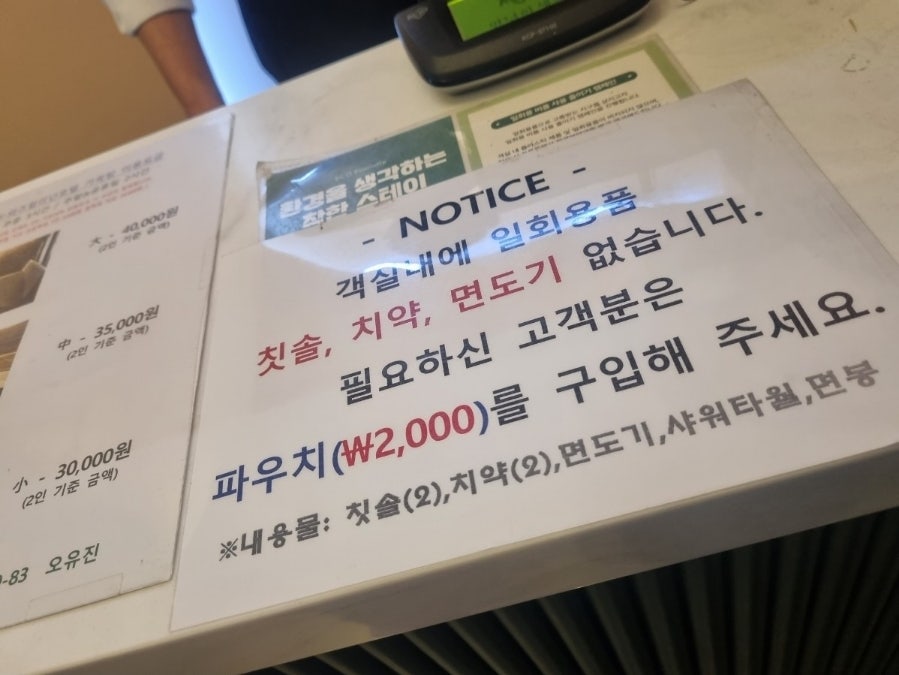 大 - 40,000원
(2인 기준 금액)
中 - 35,000원
(2인 기준 금액)
小 - 30,000원
(2인 기준 금액)
-83 오유진
환경을 생각하는
착한 스테이
- NOTICE -
객실내에 일회용품
칫솔, 치약, 면도기 없습니다.
필요하신 고객분은
파우치(₩2,000)를 구입해 주세요.
※내용물: 칫솔(2),치약(2),면도기,샤워타월,면봉